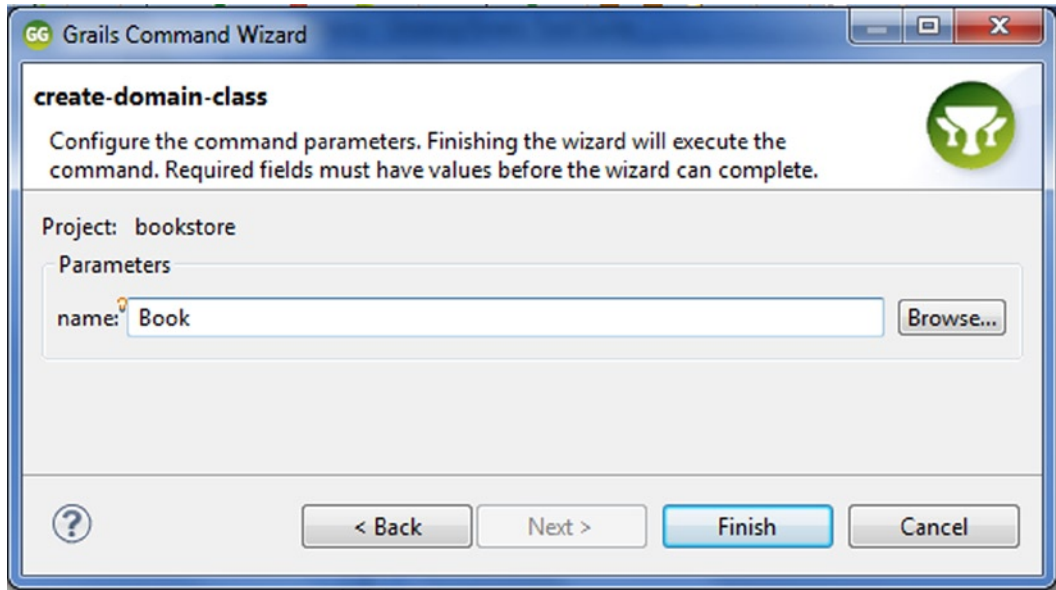 GG Grails Command Wizard
create-domain-class
Configure the command parameters. Finishing the wizard will execute the
command. Required fields must have values before the wizard can complete.
Project: bookstore
Parameters
name: Book Browse...
? < Back Next > Finish Cancel